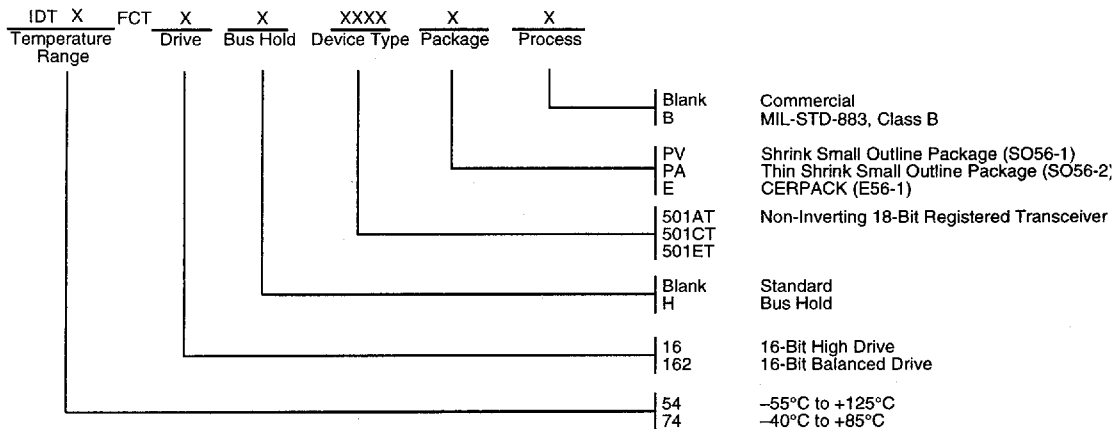 IDT X FCT X X XXXX X X
Temperature Range Drive Bus Hold Device Type Package Process
Blank Commercial
B MIL-STD-883, Class B
PV Shrink Small Outline Package (SO56-1)
PA Thin Shrink Small Outline Package (SO56-2)
E CERPACK (E56-1)
501AT Non-Inverting 18-Bit Registered Transceiver
501CT
501ET
Blank Standard
H Bus Hold
16 16-Bit High Drive
162 16-Bit Balanced Drive
54 –55°C to +125°C
74 –40°C to +85°C